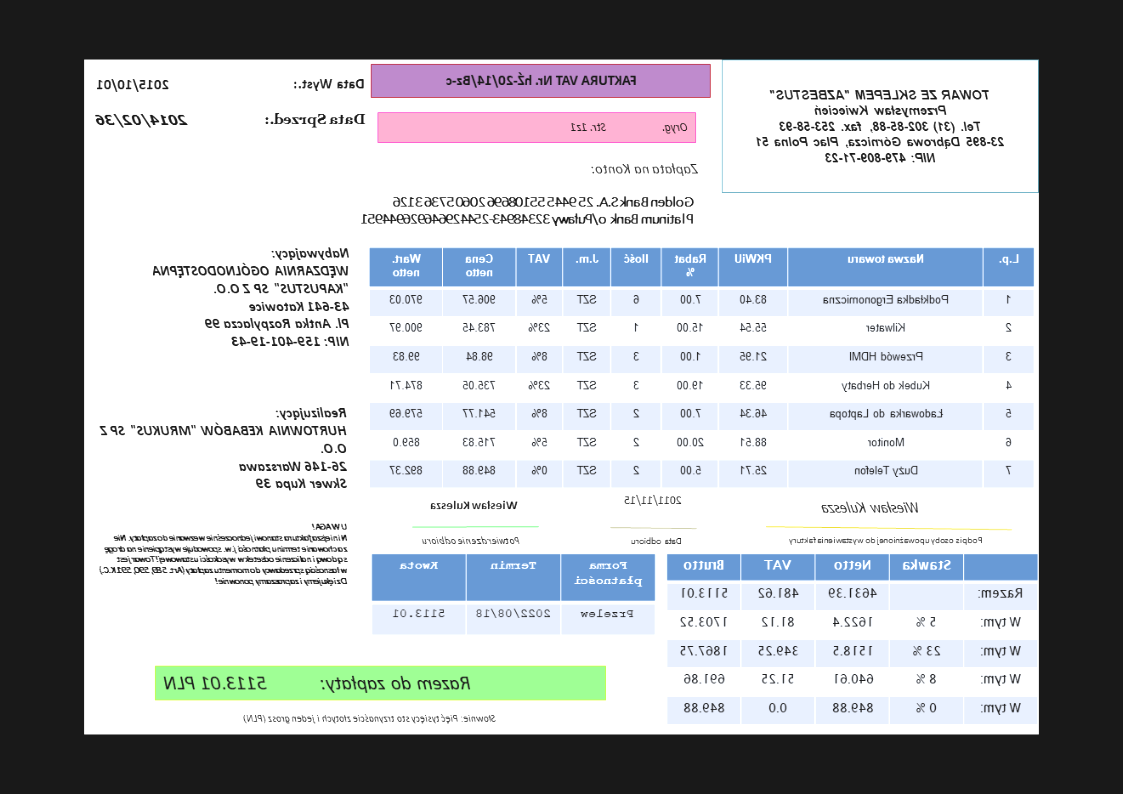 TOWAR ZE SKLEPEM "AZBESTUS"
Przemysław Kwiecień
Tel. (31) 302-85-88, fax. 253-58-93
23-895 Dąbrowa Górnicza, Plac Polna 51
NIP: 479-809-71-23
FAKTURA VAT Nr. hŹ-20/14/Bz-c
Oryg. Str. 1z1
Data Wyst.: 2015/10/01
Data Sprzed.: 2014/02/26
Zapłata na Konto:
Golden Bank S.A. 25944555108696206057363126
Platinum Bank o/Puławy 32348943-254429646926944951
L.p. Nazwa towaru PKWiU Rabat % Ilość J.m. VAT Cena netto Wart. netto
1 Podkładka Ergonomiczna 83.40 7.00 6 SZT 5% 906.57 970.03
2 Kilwater 55.54 15.00 1 SZT 23% 783.45 900.97
3 Przewód HDMI 21.95 1.00 3 SZT 8% 98.84 99.83
4 Kubek do Herbaty 95.33 19.00 3 SZT 23% 735.05 874.71
5 Ładowarka do Laptopa 46.34 7.00 2 SZT 8% 541.77 579.69
6 Monitor 88.51 20.00 2 SZT 5% 715.83 859.0
7 Duży Telefon 25.71 5.00 2 SZT 0% 849.88 892.37
Nabywający:
WĘDZARNIA OGÓLNODOSTĘPNA
"KAPUSTUS" SP Z O.O.
43-641 Katowice
Pl. Antka Rozpylacza 99
NIP: 159-401-19-43
Realizujący:
HURTOWNIA KEBABÓW "MRUKUS" SP Z
O.O.
26-146 Warszawa
Skwer Kupa 39
Wiesław Kulesza 2011/11/15 Wiesław Kulesza
Podpis osoby upoważnionej do wystawienia faktury Data odbioru Potwierdzenie odbioru
UWAGA!
Niniejsza faktura stanowi jednocześnie wezwanie do zapłaty. Nie
zachowanie terminu płatności j.w. spowoduje wystąpienie na drogę
sądową i naliczenie odsetek w wysokości ustawowej! Towar jest
własnością sprzedawcy do momentu zapłaty (Art. 589, 590, 591 K.C.)
Dziękujemy i zapraszamy ponownie!
Stawka Netto VAT Brutto
Razem: 4631.39 481.62 5113.01
W tym: 5 % 1622.4 81.12 1703.52
W tym: 23 % 1518.5 349.25 1867.75
W tym: 8 % 640.61 51.25 691.86
W tym: 0 % 849.88 0.0 849.88
Forma płatności Termin Kwota
Przelew 2022/08/18 5113.01
Razem do zapłaty: 5113.01 PLN
Słownie: Pięć tysięcy sto trzynaście złotych i jeden grosz (PLN)